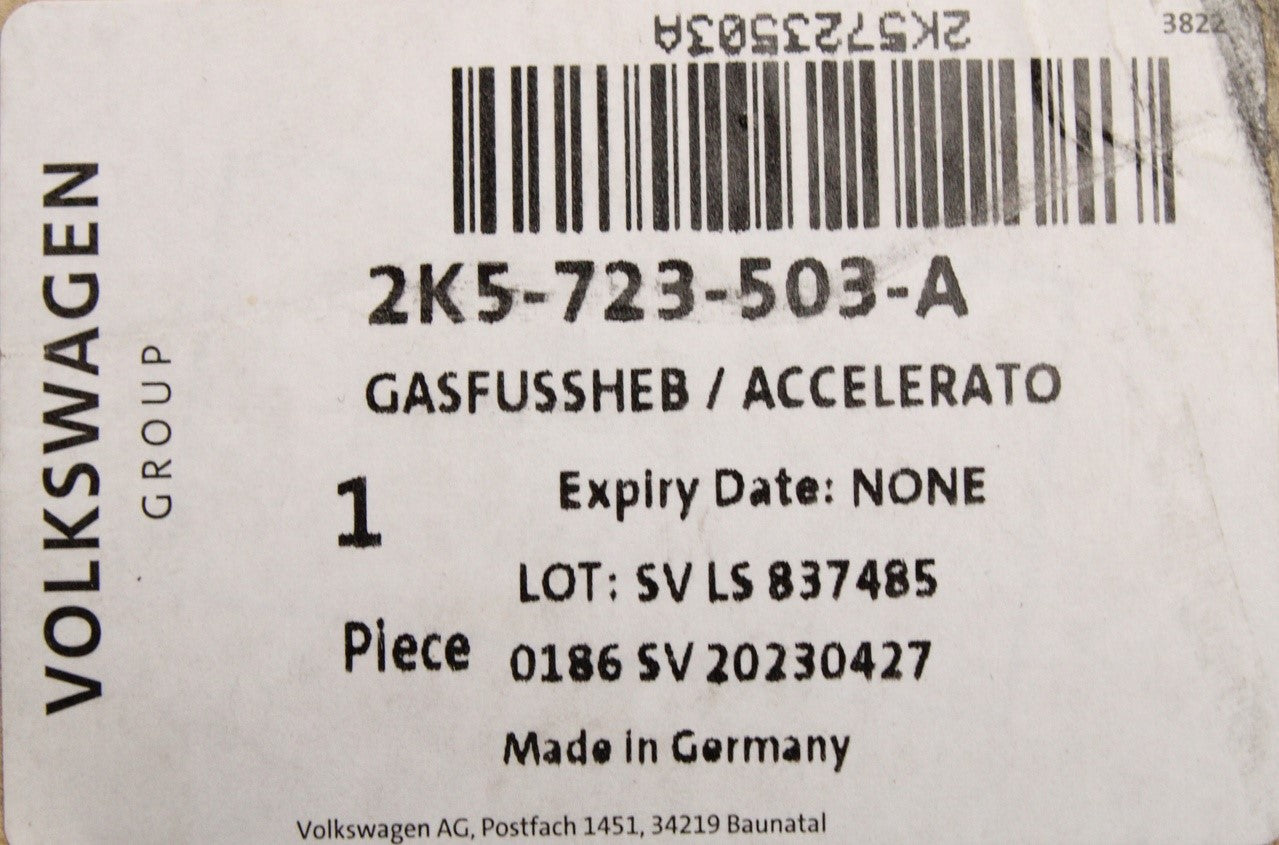 2K5723503A
3822
2K5-723-503-A
GASFUSSHEB / ACCELERATO
1
Expiry Date: NONE
LOT: SV LS 837485
Piece
0186 SV 20230427
Made in Germany
Volkswagen AG, Postfach 1451, 34219 Baunatal
VOLKSWAGEN
GROUP